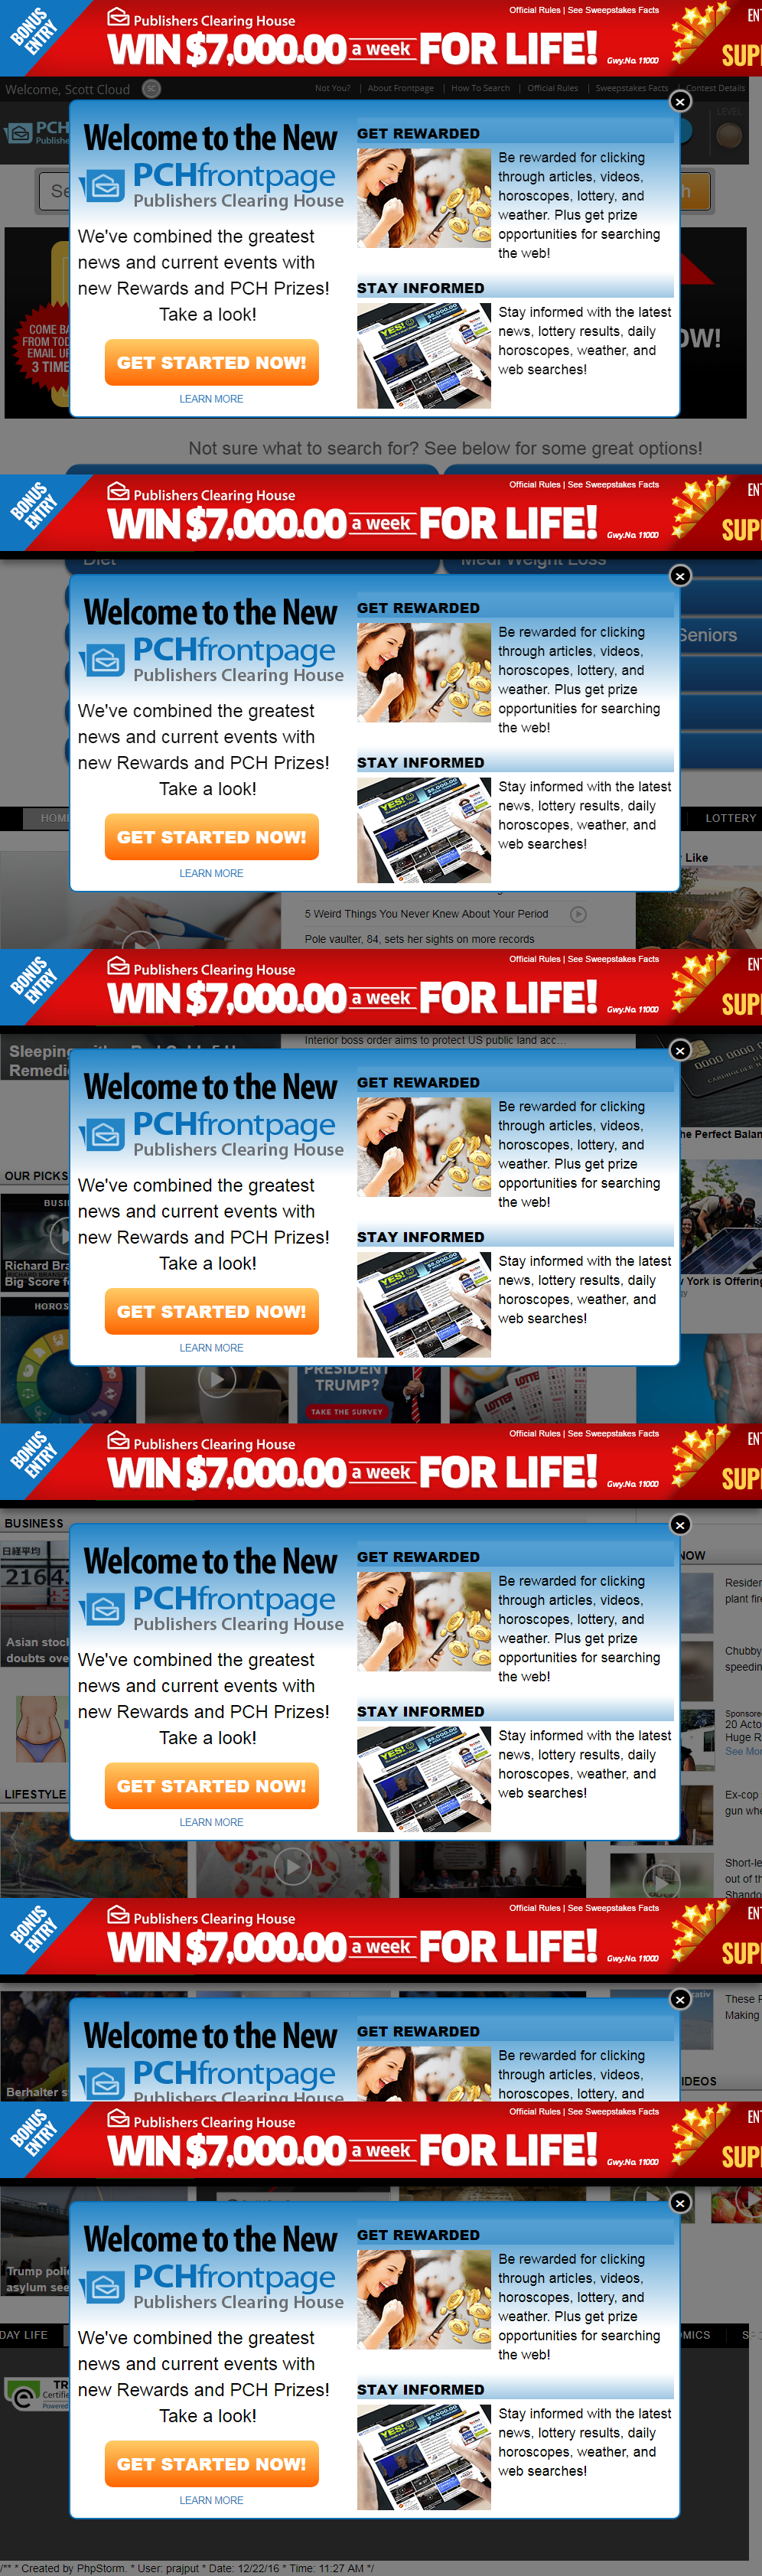 BONUS ENTRY
Official Rules | See Sweepstakes Facts
WIN $7,000.00 a week FOR LIFE!
Gwy.No. 11000
ENT
SUP
Welcome, Scott Cloud
SC
Not You? | About Frontpage | How To Search | Official Rules | Sweepstakes Facts | Contest Details
LEVEL
PCH
Publishe
Welcome to the New
PCHfrontpage
Publishers Clearing House
We've combined the greatest
news and current events with
new Rewards and PCH Prizes!
Take a look!
GET STARTED NOW!
LEARN MORE
GET REWARDED
Be rewarded for clicking
through articles, videos,
horoscopes, lottery, and
weather. Plus get prize
opportunities for searching
the web!
STAY INFORMED
Stay informed with the latest
news, lottery results, daily
horoscopes, weather, and
web searches!
Se
h
COME BA
FROM TOD
EMAIL UP
3 TIME
OW!
Not sure what to search for? See below for some great options!
BONUS ENTRY
Publishers Clearing House
Official Rules | See Sweepstakes Facts
WIN $7,000.00 a week FOR LIFE!
Gwy.No. 11000
ENT
SUP
Diet
Medi Weight Loss
Seniors
Welcome to the New
PCHfrontpage
Publishers Clearing House
We've combined the greatest
news and current events with
new Rewards and PCH Prizes!
Take a look!
GET STARTED NOW!
LEARN MORE
GET REWARDED
Be rewarded for clicking
through articles, videos,
horoscopes, lottery, and
weather. Plus get prize
opportunities for searching
the web!
STAY INFORMED
Stay informed with the latest
news, lottery results, daily
horoscopes, weather, and
web searches!
HOME
LOTTERY
Like
5 Weird Things You Never Knew About Your Period
Pole vaulter, 84, sets her sights on more records
BONUS ENTRY
Publishers Clearing House
Official Rules | See Sweepstakes Facts
WIN $7,000.00 a week FOR LIFE!
Gwy.No. 11000
ENT
SUP
Interior boss order aims to protect US public land acc...
Sleeping
Remedi
Welcome to the New
PCHfrontpage
Publishers Clearing House
We've combined the greatest
news and current events with
new Rewards and PCH Prizes!
Take a look!
GET STARTED NOW!
LEARN MORE
GET REWARDED
Be rewarded for clicking
through articles, videos,
horoscopes, lottery, and
weather. Plus get prize
opportunities for searching
the web!
STAY INFORMED
Stay informed with the latest
news, lottery results, daily
horoscopes, weather, and
web searches!
0000 0000 0
he Perfect Balan
OUR PICKS
BUSI
Richard Bra
Big Score fo
York is Offering
gy
HOROS
PRESIDENT
TRUMP?
TAKE THE SURVEY
LOTTO
BONUS ENTRY
Publishers Clearing House
Official Rules | See Sweepstakes Facts
WIN $7,000.00 a week FOR LIFE!
Gwy.No. 11000
ENT
SUP
BUSINESS
日経平均
2164
Asian stock
doubts ove
Welcome to the New
PCHfrontpage
Publishers Clearing House
We've combined the greatest
news and current events with
new Rewards and PCH Prizes!
Take a look!
GET STARTED NOW!
LEARN MORE
GET REWARDED
Be rewarded for clicking
through articles, videos,
horoscopes, lottery, and
weather. Plus get prize
opportunities for searching
the web!
STAY INFORMED
Stay informed with the latest
news, lottery results, daily
horoscopes, weather, and
web searches!
NOW
Residen
plant fire
Chubby
speedin
Sponsore
20 Acto
Huge R
See Mor
Ex-cop
gun whe
Short-le
out of th
Shando
LIFESTYLE
BONUS ENTRY
Publishers Clearing House
Official Rules | See Sweepstakes Facts
WIN $7,000.00 a week FOR LIFE!
Gwy.No. 11000
ENT
SUP
Welcome to the New
PCHfrontpage
Publishers Clearing House
GET REWARDED
Be rewarded for clicking
through articles, videos,
horoscopes, lottery, and
Berhalter s
These F
Making
IDEOS
BONUS ENTRY
Publishers Clearing House
Official Rules | See Sweepstakes Facts
WIN $7,000.00 a week FOR LIFE!
Gwy.No. 11000
ENT
SUP
Trump poli
asylum see
Welcome to the New
PCHfrontpage
Publishers Clearing House
We've combined the greatest
news and current events with
new Rewards and PCH Prizes!
Take a look!
GET STARTED NOW!
LEARN MORE
GET REWARDED
Be rewarded for clicking
through articles, videos,
horoscopes, lottery, and
weather. Plus get prize
opportunities for searching
the web!
STAY INFORMED
Stay informed with the latest
news, lottery results, daily
horoscopes, weather, and
web searches!
DAY LIFE
OMICS
TR
Certifie
Powered
/** * Created by PhpStorm. * User: prajput * Date: 12/22/16 * Time: 11:27 AM */